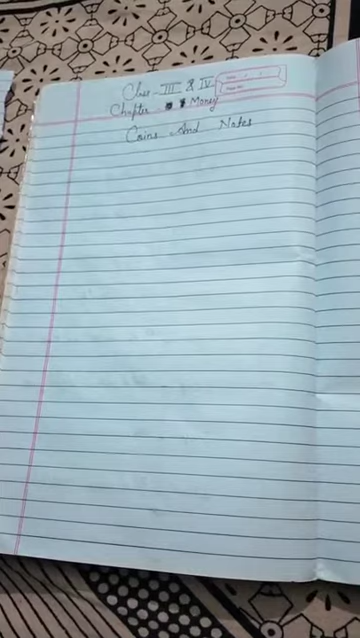 Class - III & IV
Chapter - Money
Coins And Notes